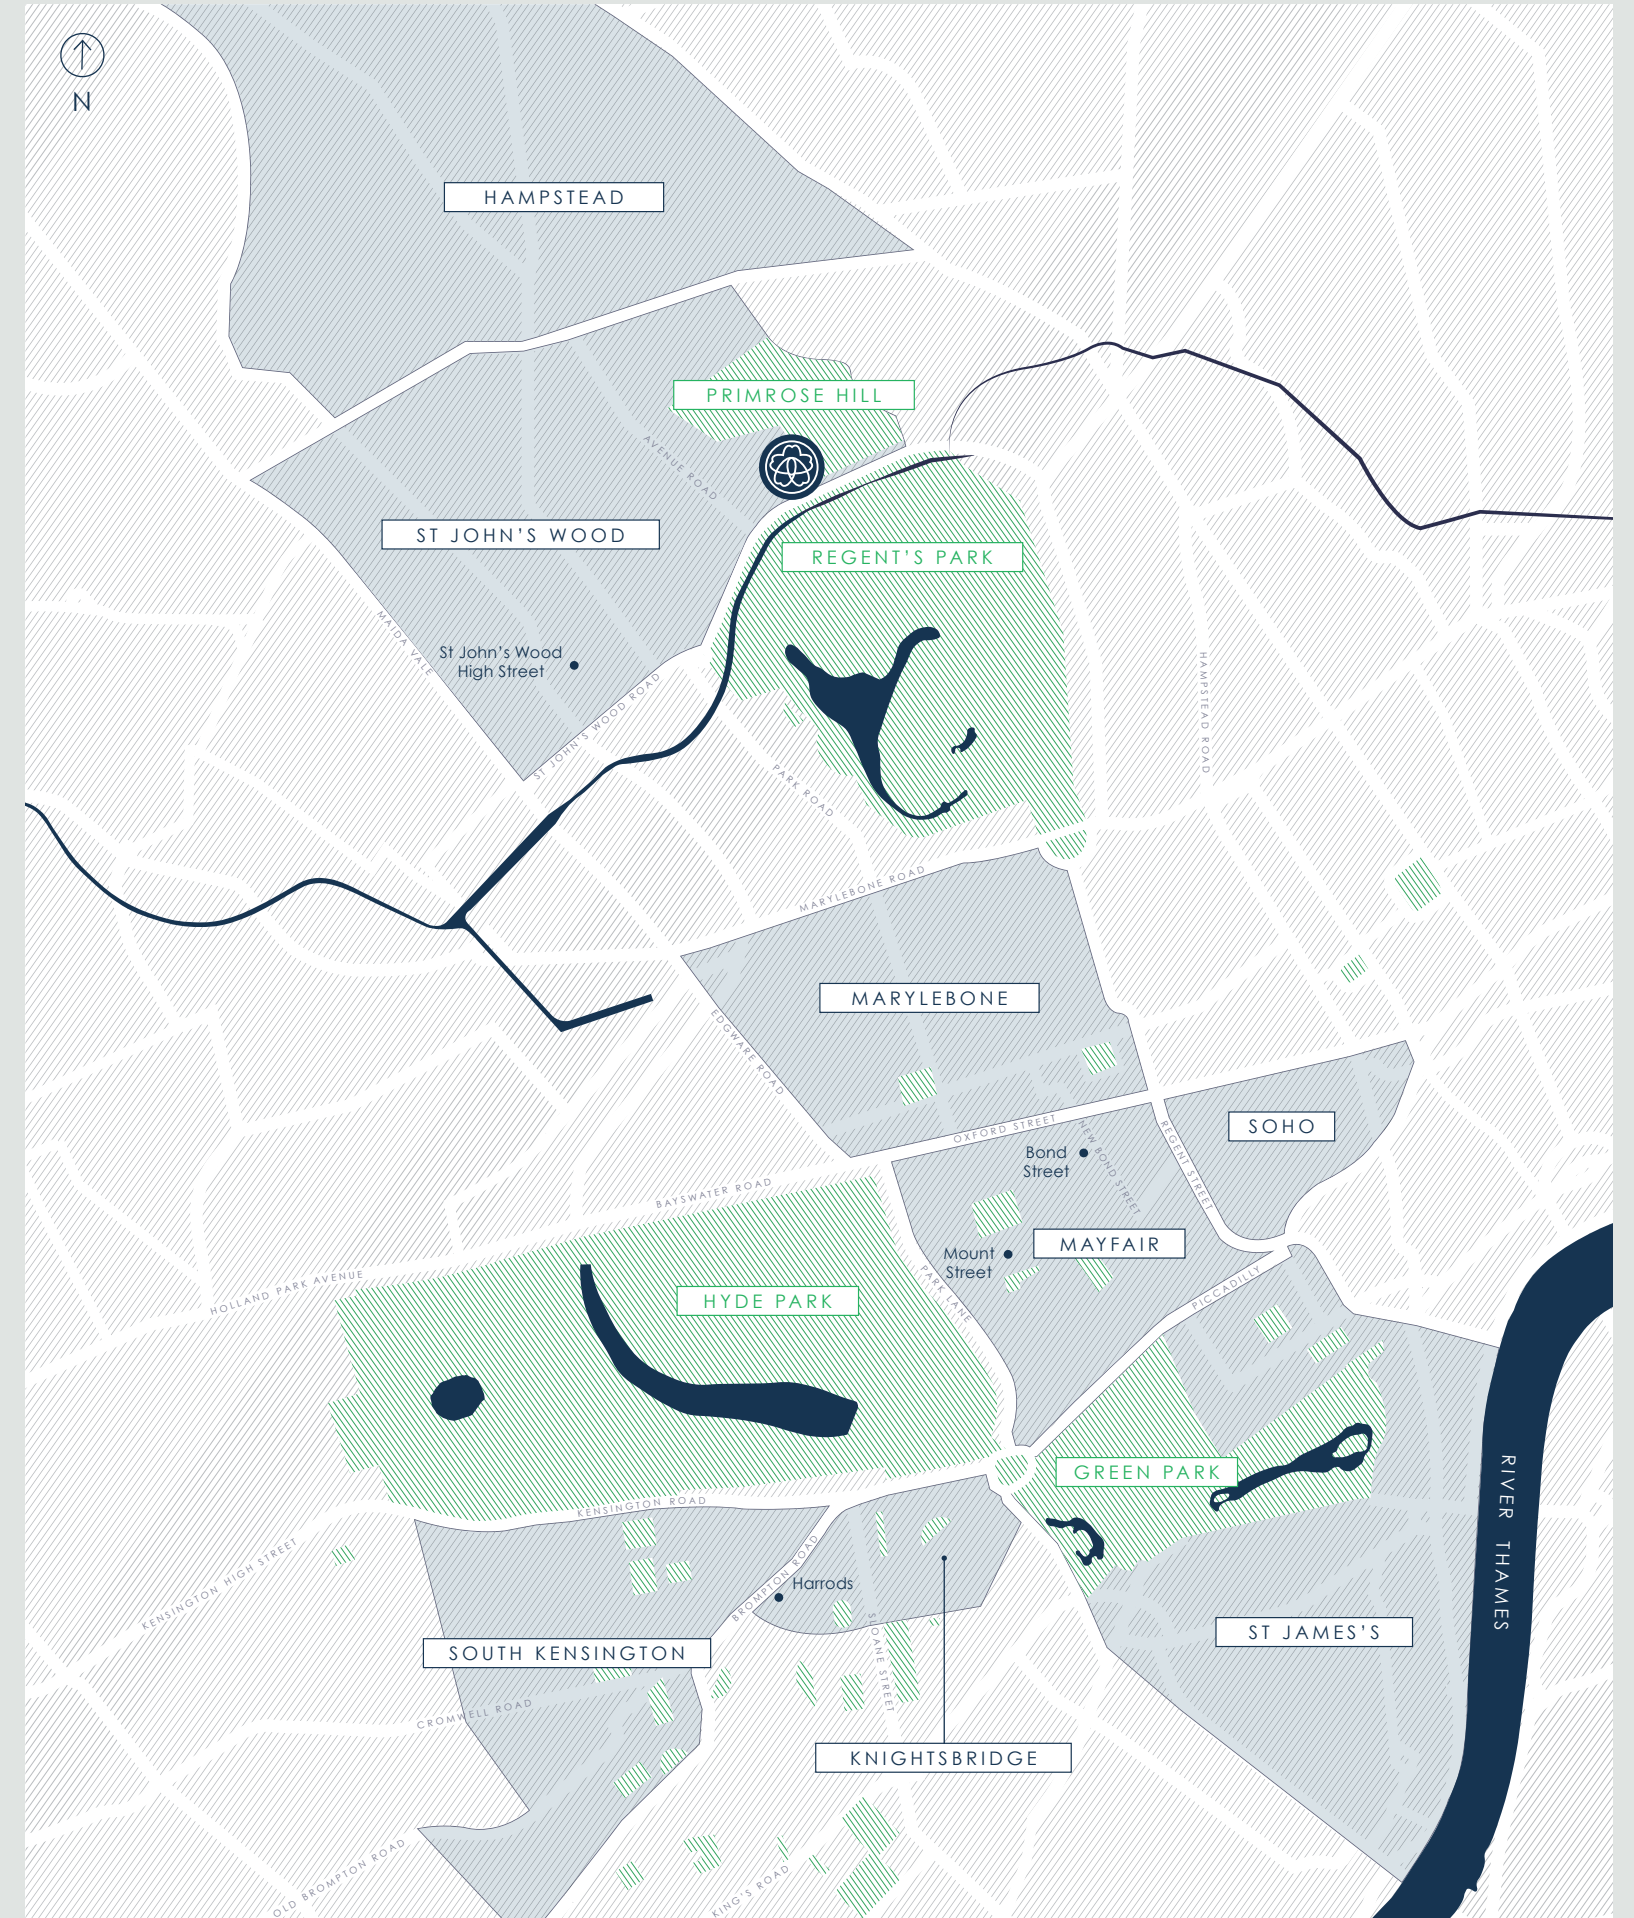 N
HAMPSTEAD
PRIMROSE HILL
AVENUE ROAD
ST JOHN'S WOOD
REGENT'S PARK
MAIDA VALE
St John's Wood
High Street
HAMPSTEAD ROAD
ST JOHN'S WOOD ROAD
PARK ROAD
MARYLEBONE ROAD
MARYLEBONE
EDGWARE ROAD
OXFORD STREET
NEW BOND STREET
REGENT STREET
SOHO
Bond
Street
BAYSWATER ROAD
MAYFAIR
Mount
Street
HOLLAND PARK AVENUE
PARK LANE
PICCADILLY
HYDE PARK
GREEN PARK
RIVER THAMES
KENSINGTON ROAD
KENSINGTON HIGH STREET
BROMPTON ROAD
Harrods
SLOANE STREET
ST JAMES'S
SOUTH KENSINGTON
CROMWELL ROAD
KNIGHTSBRIDGE
OLD BROMPTON ROAD
KING'S ROAD